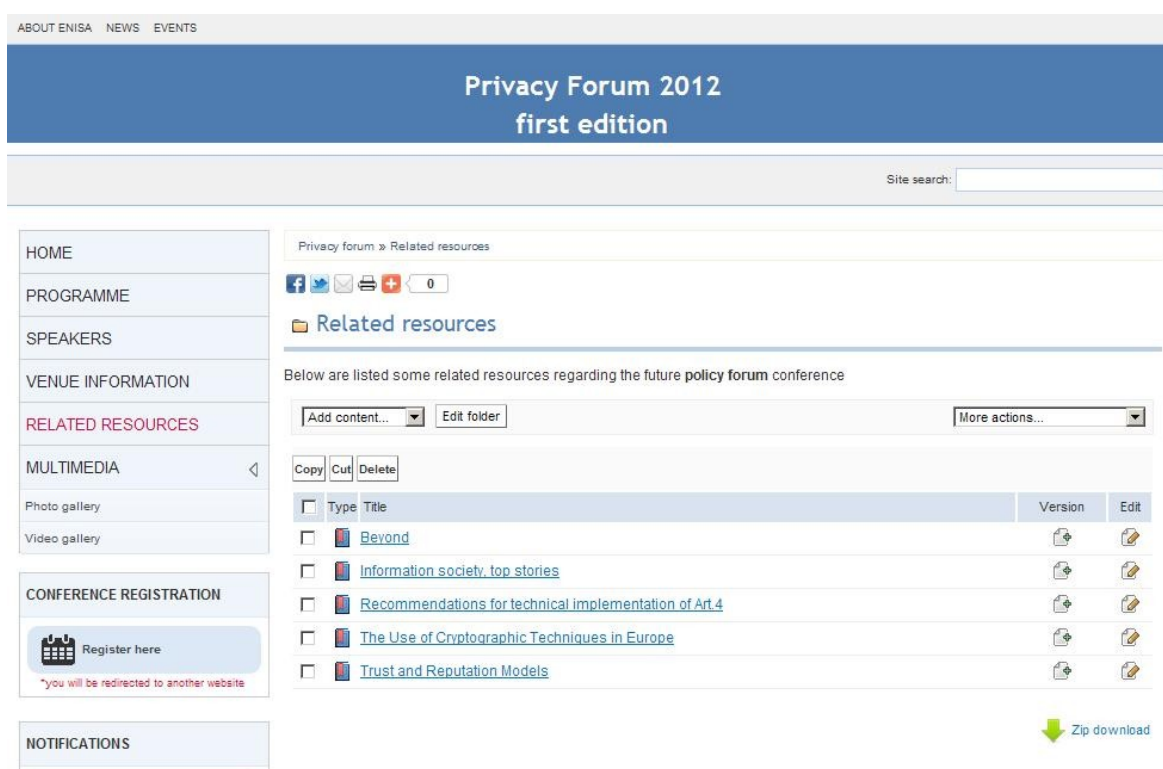 ABOUT ENISA NEWS EVENTS
Privacy Forum 2012
first edition
Site search:
HOME
PROGRAMME
SPEAKERS
VENUE INFORMATION
RELATED RESOURCES
MULTIMEDIA
Photo gallery
Video gallery
CONFERENCE REGISTRATION
Register here
*you will be redirected to another website
NOTIFICATIONS
Privacy forum » Related resources
0
Related resources
Below are listed some related resources regarding the future policy forum conference
Add content... Edit folder More actions...
Copy Cut Delete
Type Title Version Edit
Beyond
Information society, top stories
Recommendations for technical implementation of Art.4
The Use of Cryptographic Techniques in Europe
Trust and Reputation Models
Zip download